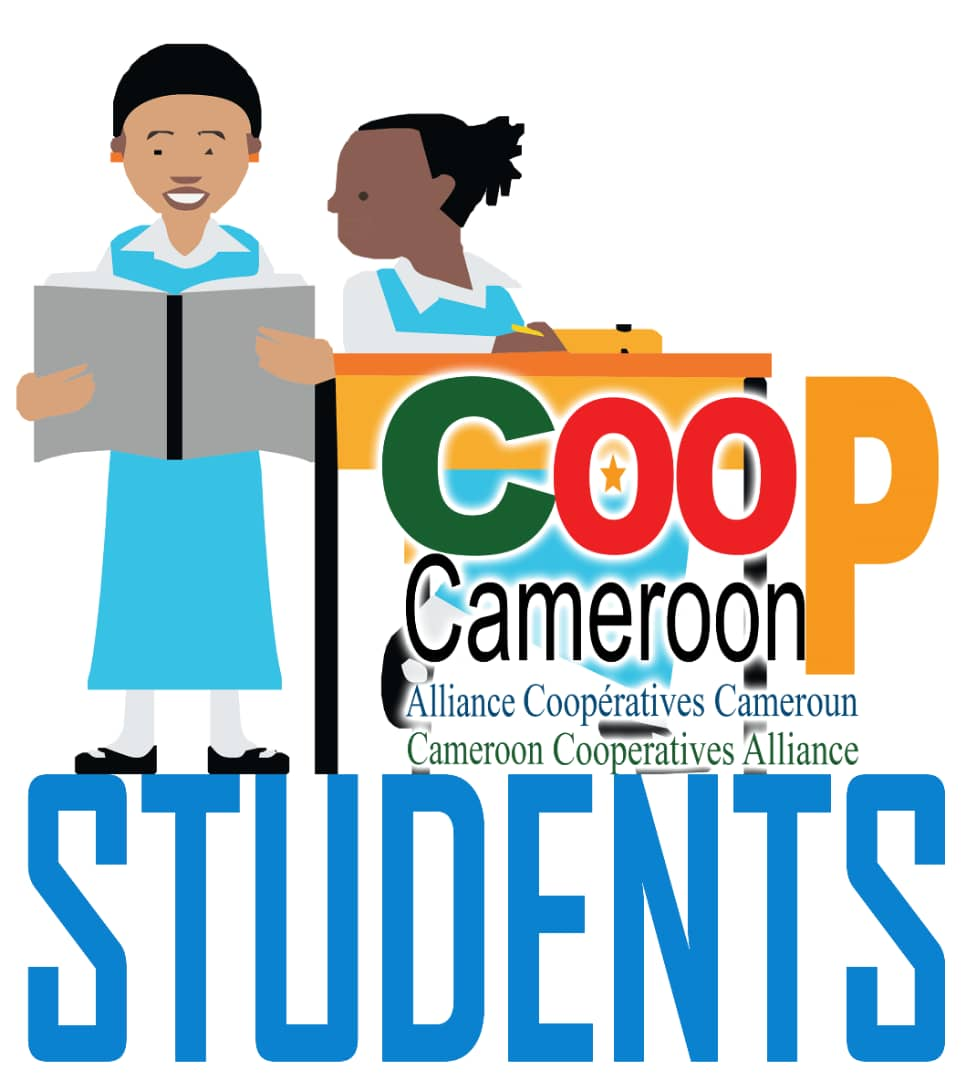 COOP
Cameroon
Alliance Coopératives Cameroun
Cameroon Cooperatives Alliance
STUDENTS